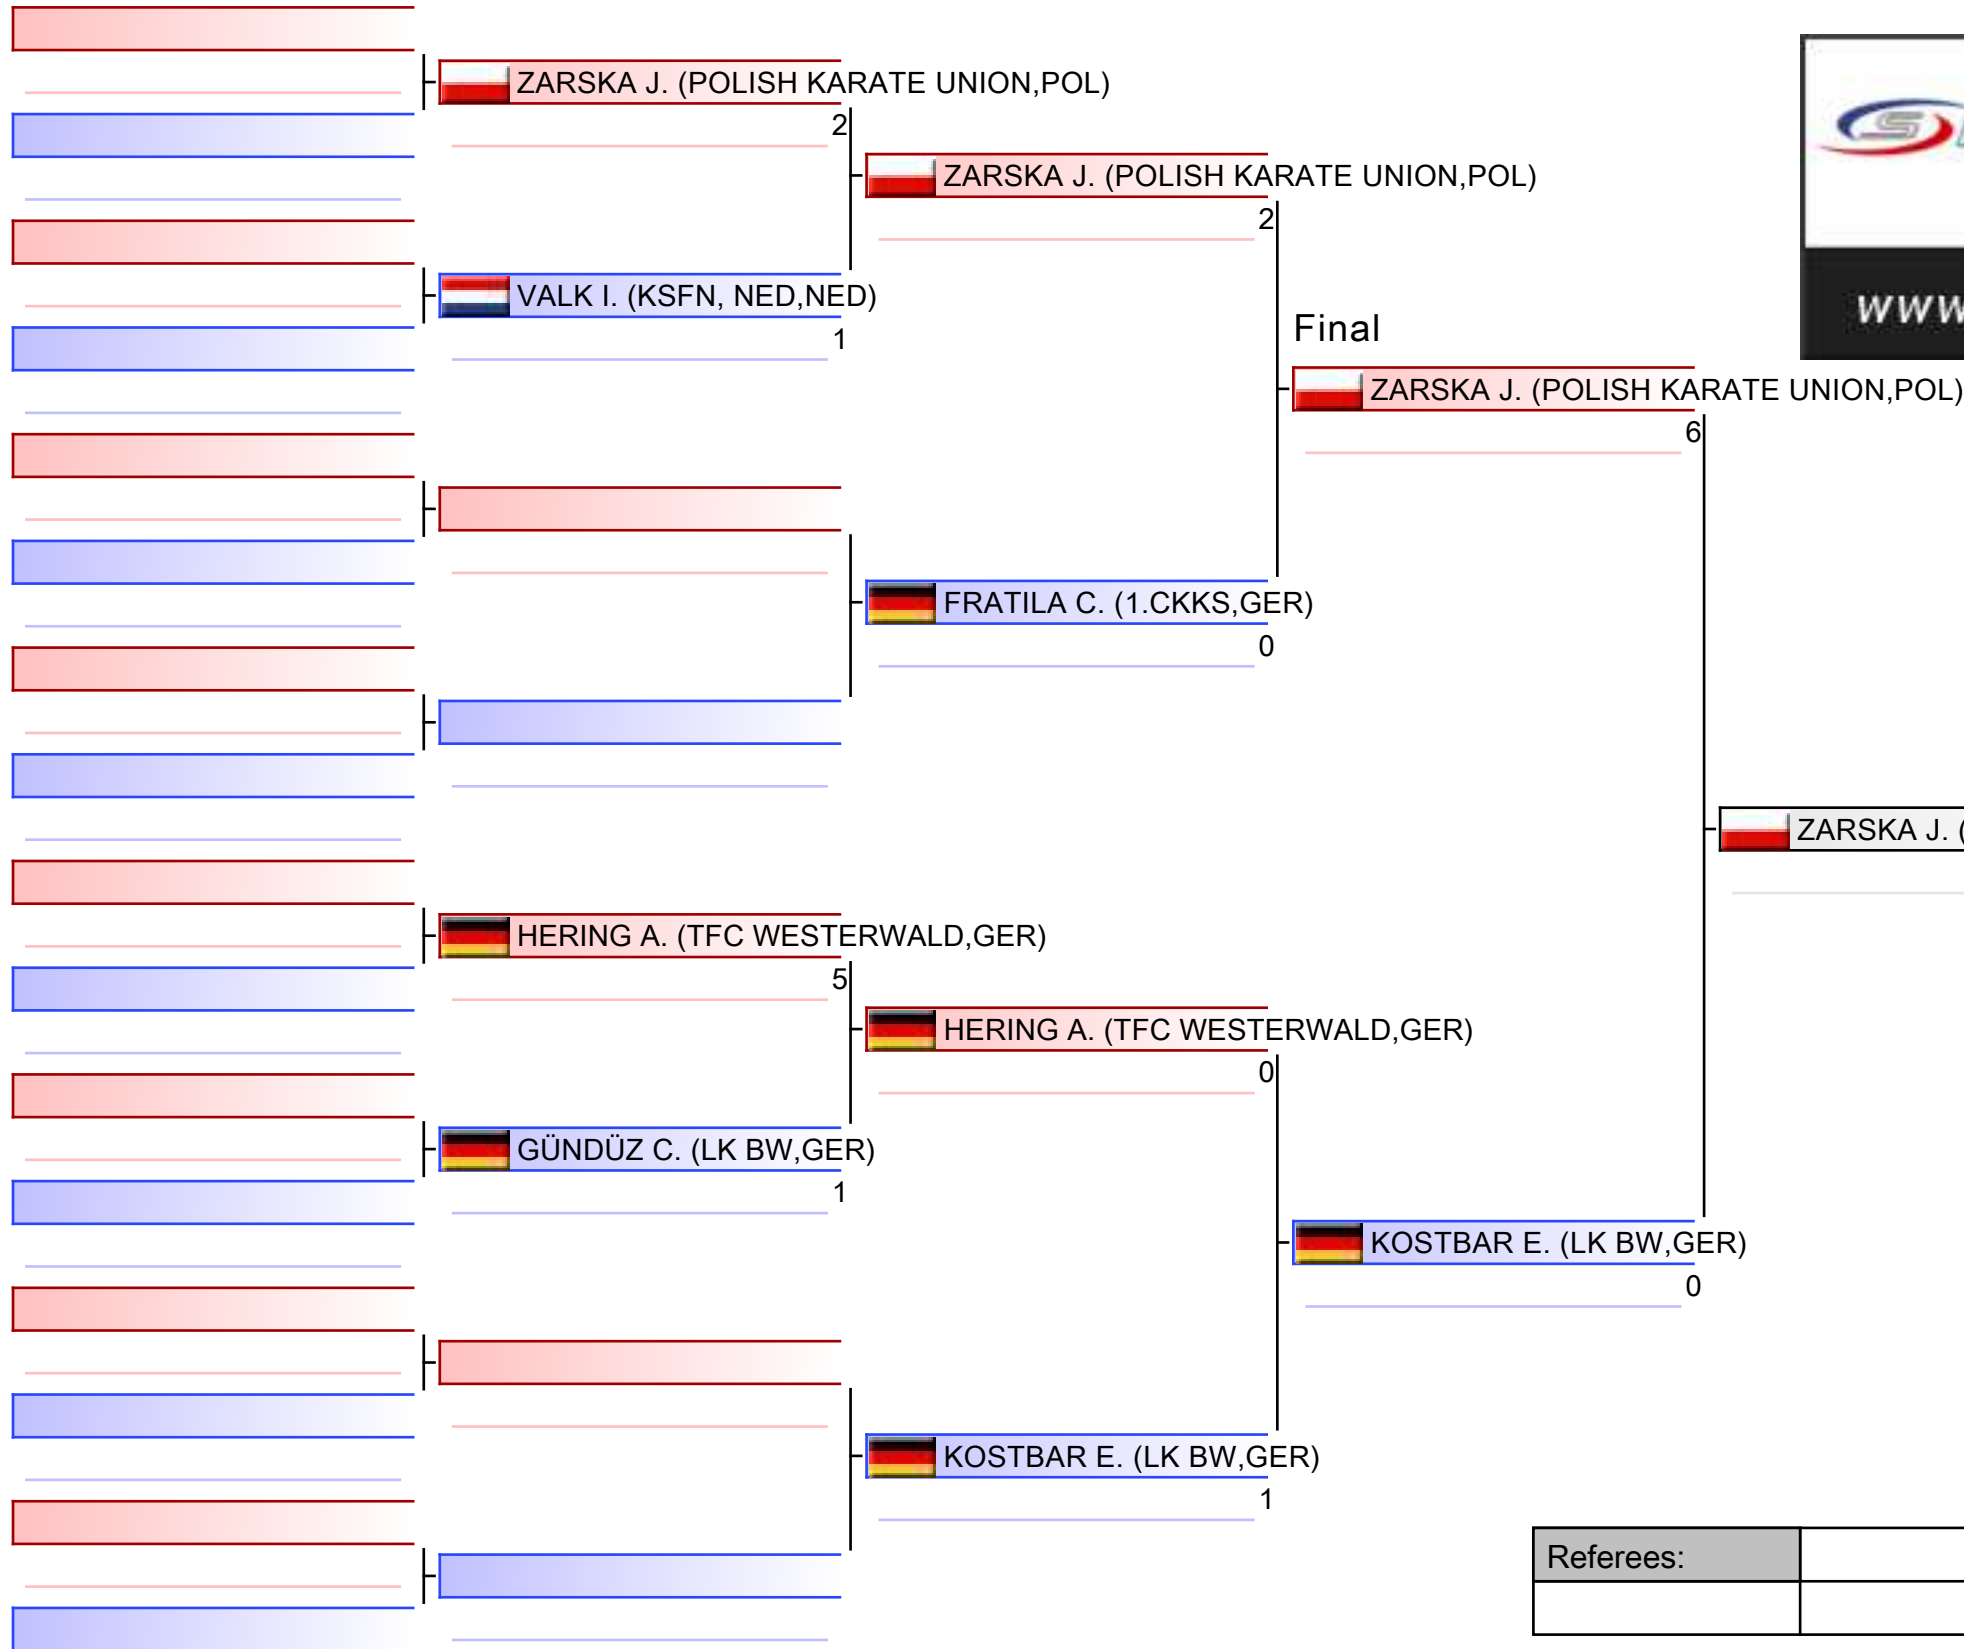 ZARSKA J. (POLISH KARATE UNION,POL)
2
ZARSKA J. (POLISH KARATE UNION,POL)
2
VALK I. (KSFN, NED,NED)
1
Final
www
ZARSKA J. (POLISH KARATE UNION,POL)
6
FRATILA C. (1.CKKS,GER)
0
ZARSKA J. (
HERING A. (TFC WESTERWALD,GER)
5
HERING A. (TFC WESTERWALD,GER)
0
GÜNDÜZ C. (LK BW,GER)
1
KOSTBAR E. (LK BW,GER)
0
KOSTBAR E. (LK BW,GER)
1
Referees: